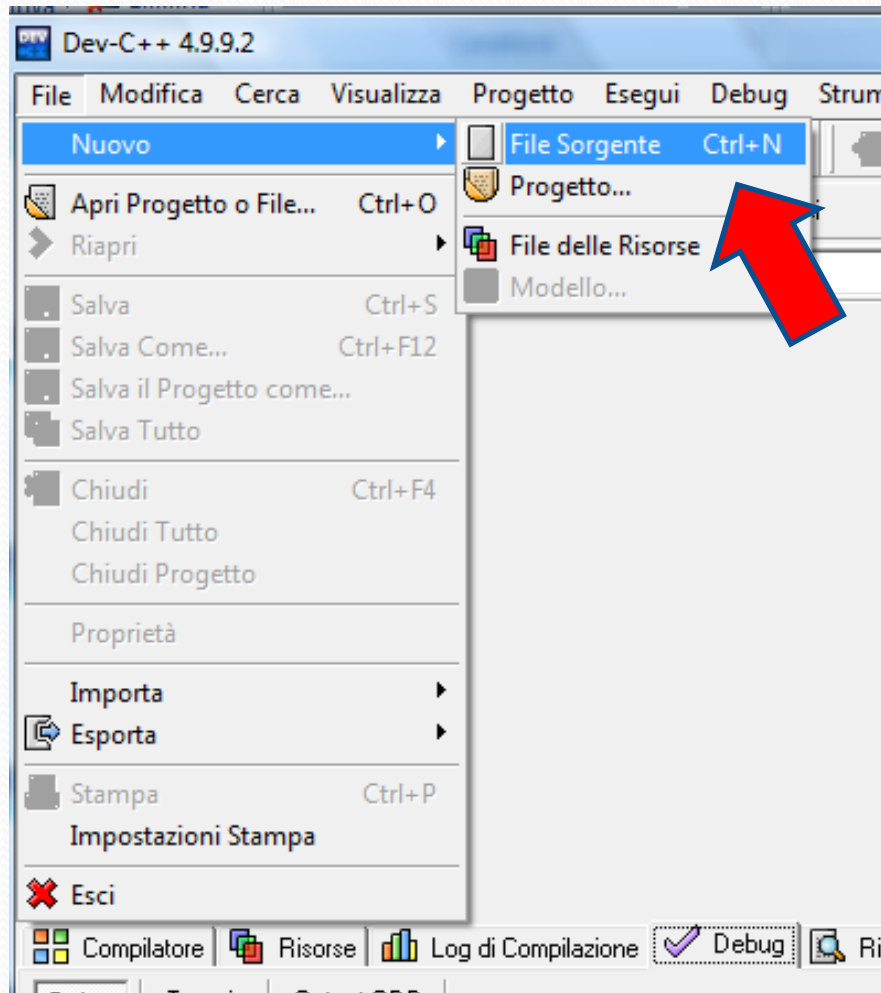 Dev-C++ 4.9.9.2
File Modifica Cerca Visualizza Progetto Esegui Debug
Nuovo
File Sorgente Ctrl+N
Progetto...
File delle Risorse
Modello...
Apri Progetto o File... Ctrl+O
Riapri
Salva Ctrl+S
Salva Come... Ctrl+F12
Salva il Progetto come...
Salva Tutto
Chiudi Ctrl+F4
Chiudi Tutto
Chiudi Progetto
Proprietà
Importa
Esporta
Stampa Ctrl+P
Impostazioni Stampa
Esci
Compilatore Risorse Log di Compilazione Debug